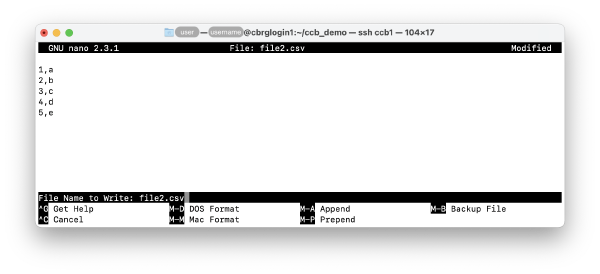 user — username@cbrglogin1:~/ccb_demo — ssh ccb1 — 104×17
GNU nano 2.3.1 File: file2.csv Modified
1,a
2,b
3,c
4,d
5,e
File Name to Write: file2.csv
^G Get Help M-D DOS Format M-A Append M-B Backup File
^C Cancel M-M Mac Format M-P Prepend